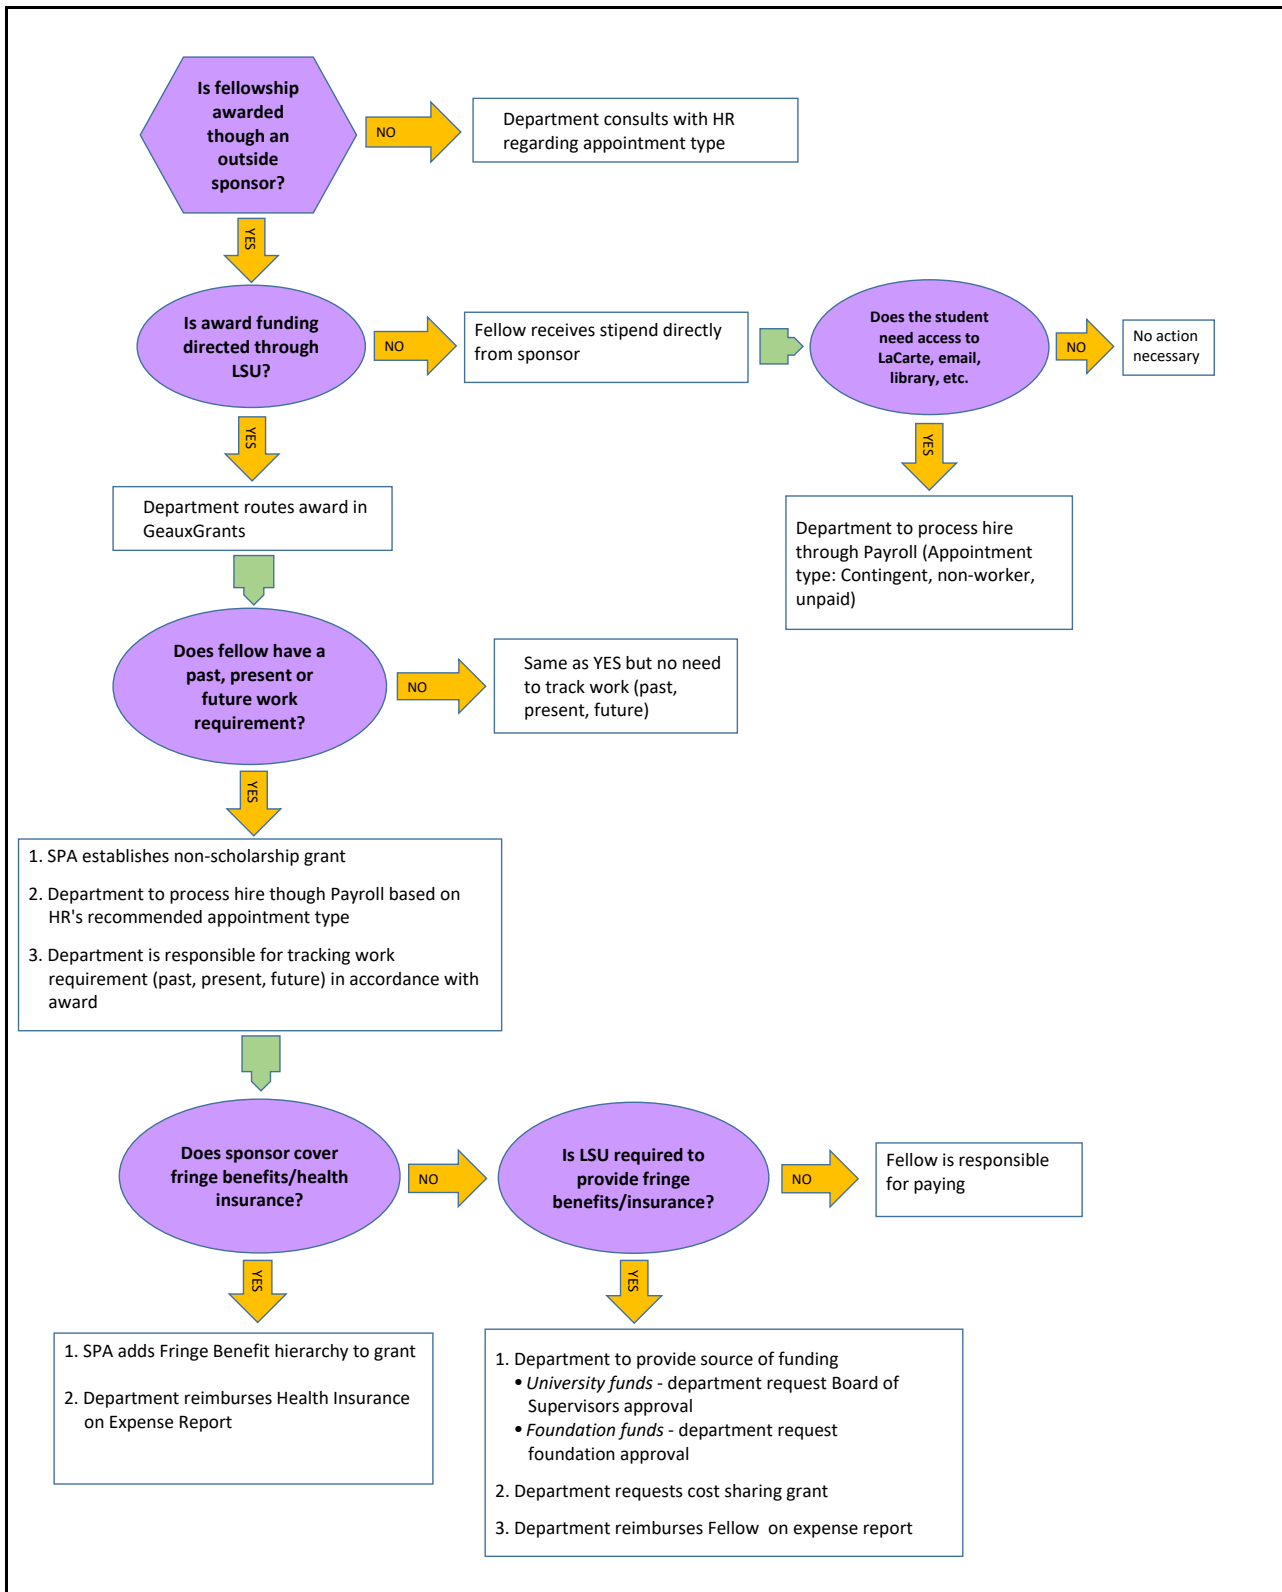 Is fellowship
awarded
though an
outside
sponsor?
NO
Department consults with HR
regarding appointment type
YES
Is award funding
directed through
LSU?
NO
Fellow receives stipend directly
from sponsor
Does the student
need access to
LaCarte, email,
library, etc.
NO
No action
necessary
YES
YES
Department routes award in
GeauxGrants
Department to process hire
through Payroll (Appointment
type: Contingent, non-worker,
unpaid)
Does fellow have a
past, present or
future work
requirement?
NO
Same as YES but no need
to track work (past,
present, future)
YES
1. SPA establishes non-scholarship grant
2. Department to process hire though Payroll based on
HR's recommended appointment type
3. Department is responsible for tracking work
requirement (past, present, future) in accordance with
award
Does sponsor cover
fringe benefits/health
insurance?
NO
Is LSU required to
provide fringe
benefits/insurance?
NO
Fellow is responsible
for paying
YES
YES
1. SPA adds Fringe Benefit hierarchy to grant
2. Department reimburses Health Insurance
on Expense Report
1. Department to provide source of funding
• University funds - department request Board of
Supervisors approval
• Foundation funds - department request
foundation approval
2. Department requests cost sharing grant
3. Department reimburses Fellow  on expense report